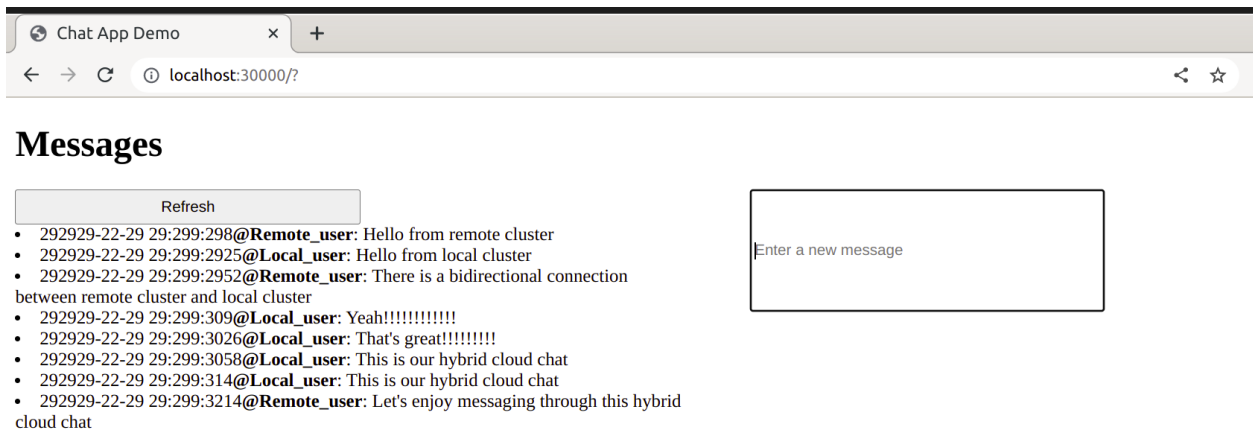 Chat App Demo
localhost:30000/?
Messages
Refresh
Enter a new message
• 292929-22-29 29:299:298@Remote_user: Hello from remote cluster
• 292929-22-29 29:299:2925@Local_user: Hello from local cluster
• 292929-22-29 29:299:2952@Remote_user: There is a bidirectional connection
between remote cluster and local cluster
• 292929-22-29 29:299:309@Local_user: Yeah!!!!!!!!!!!!
• 292929-22-29 29:299:3026@Local_user: That's great!!!!!!!!!
• 292929-22-29 29:299:3058@Local_user: This is our hybrid cloud chat
• 292929-22-29 29:299:314@Local_user: This is our hybrid cloud chat
• 292929-22-29 29:299:3214@Remote_user: Let's enjoy messaging through this hybrid
cloud chat